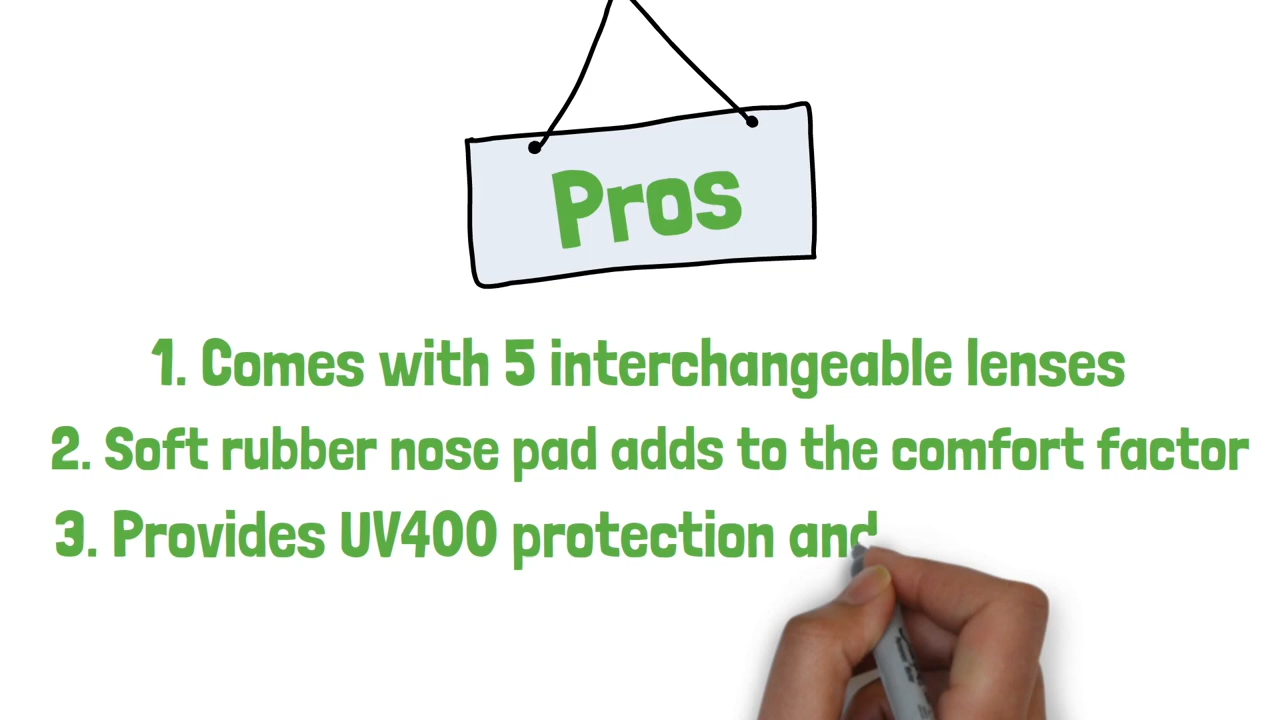 Pros
1. Comes with 5 interchangeable lenses
2. Soft rubber nose pad adds to the comfort factor
3. Provides UV400 protection and